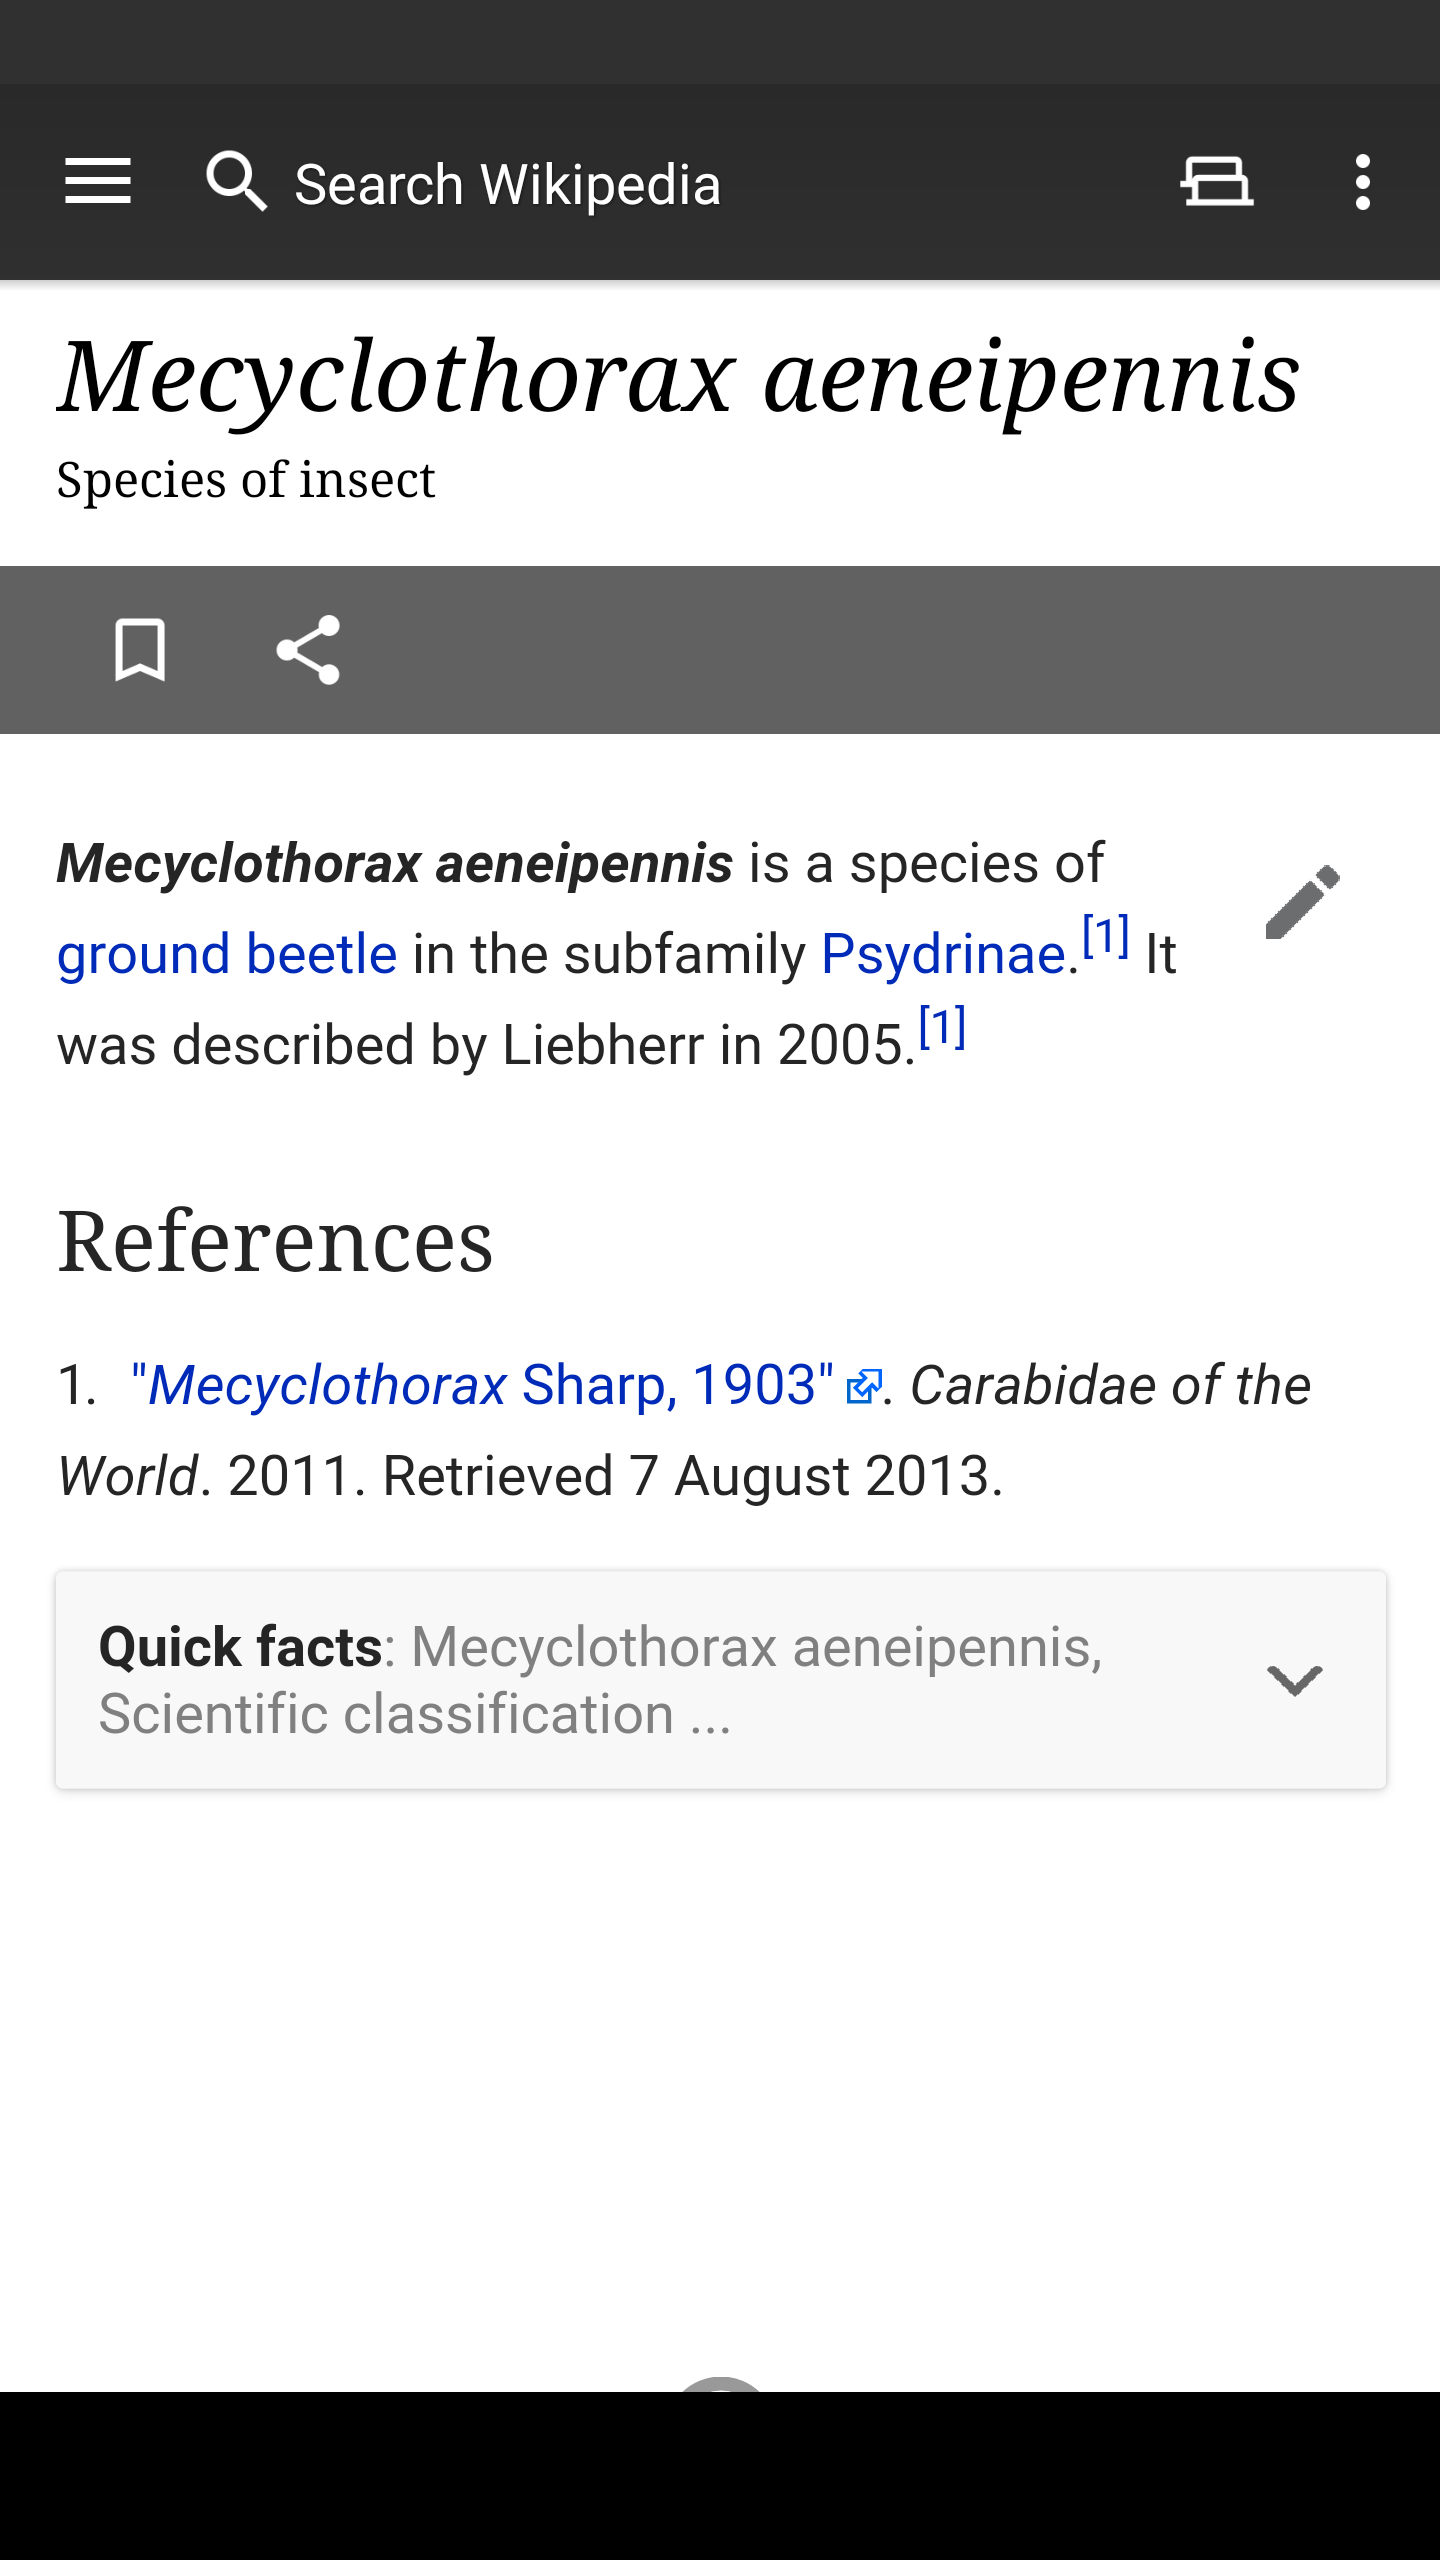 Search Wikipedia
Mecyclothorax aeneipennis
Species of insect
Mecyclothorax aeneipennis is a species of
ground beetle in the subfamily Psydrinae.[1] It
was described by Liebherr in 2005.[1]
References
1. "Mecyclothorax Sharp, 1903". Carabidae of the
World. 2011. Retrieved 7 August 2013.
Quick facts: Mecyclothorax aeneipennis,
Scientific classification ...